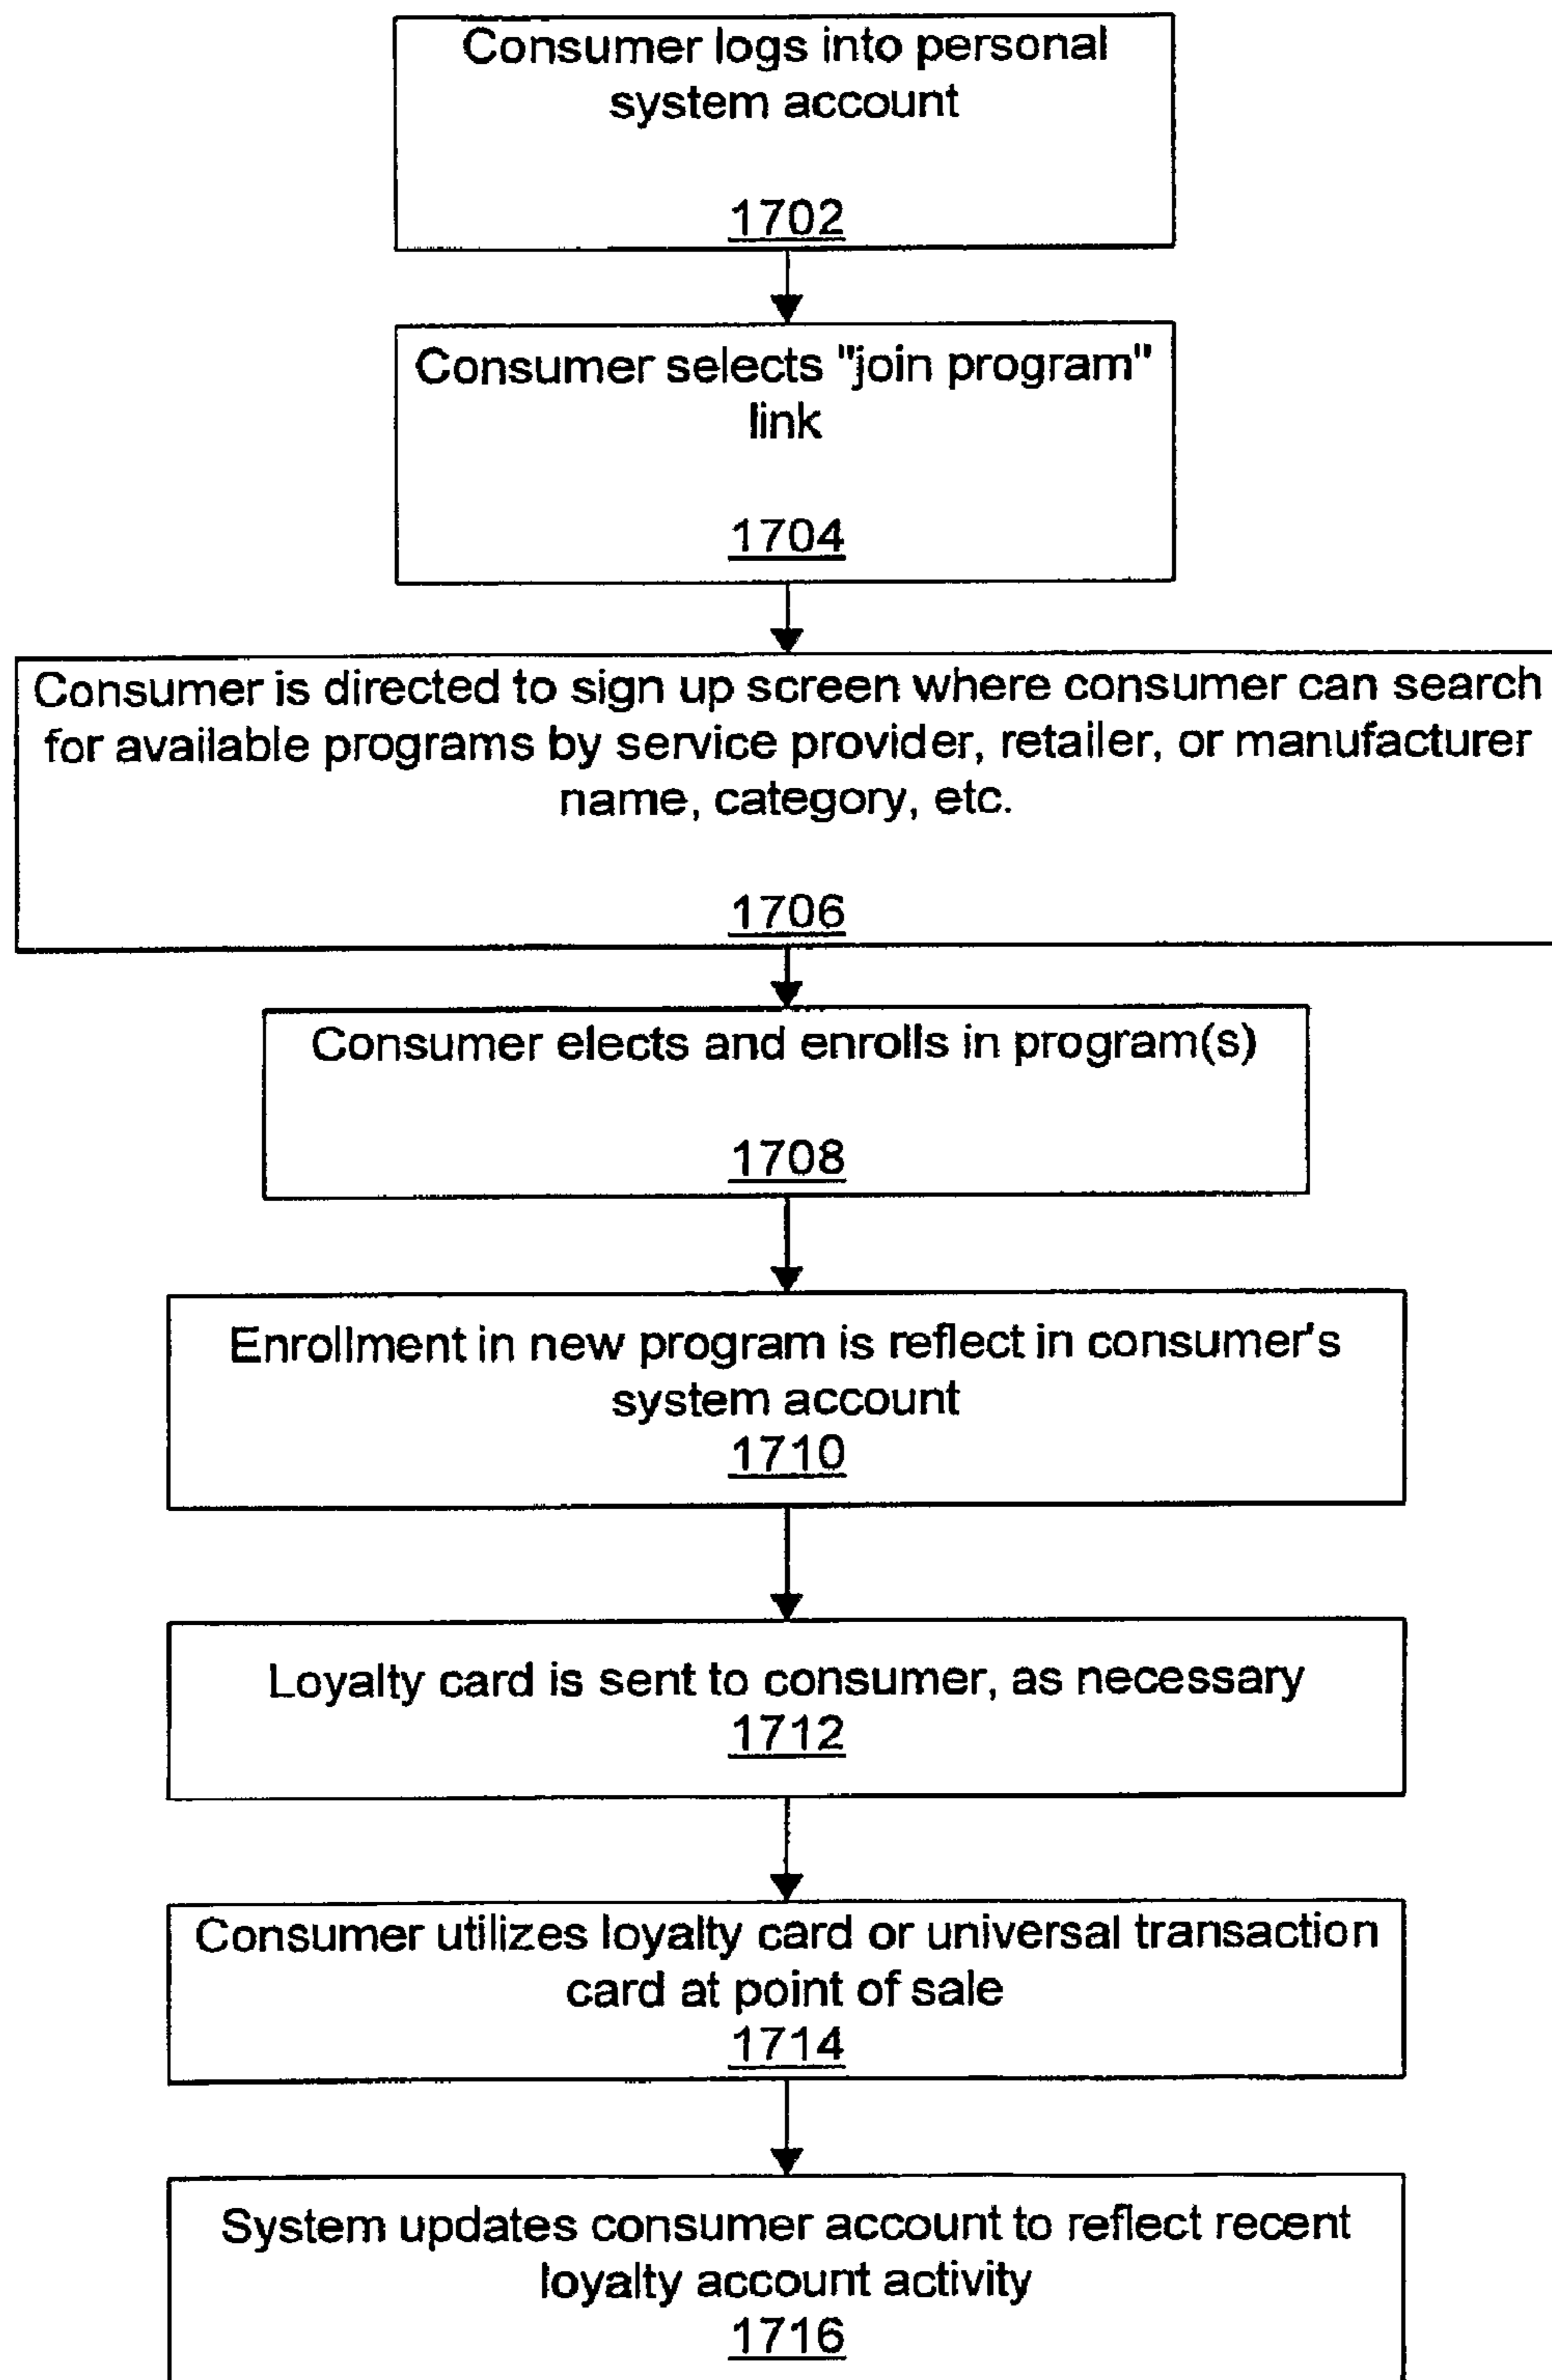 Consumer logs into personal
system account
1702
Consumer selects "join program"
link
1704
Consumer is directed to sign up screen where consumer can search
for available programs by service provider, retailer, or manufacturer
name, category, etc.
1706
Consumer elects and enrolls in program(s)
1708
Enrollment in new program is reflect in consumer's
system account
1710
Loyalty card is sent to consumer, as necessary
1712
Consumer utilizes loyalty card or universal transaction
card at point of sale
1714
System updates consumer account to reflect recent
loyalty account activity
1716